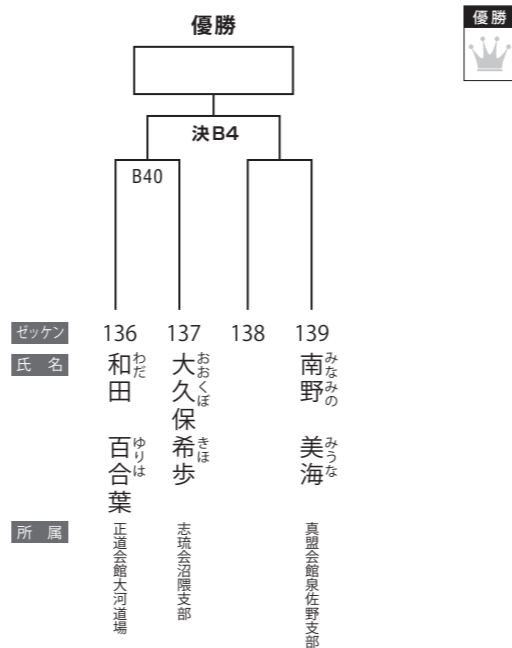 優勝
優勝
決B4
B40
ゼッケン 136 137 138 139
氏 名
和田 百合葉
わだ ゆりは
大久保 希歩
おおくぼ きほ
南野 美海
みなみの みうな
所 属
正道会館大河道場
志琉会沼隈支部
真盟会館泉佐野支部